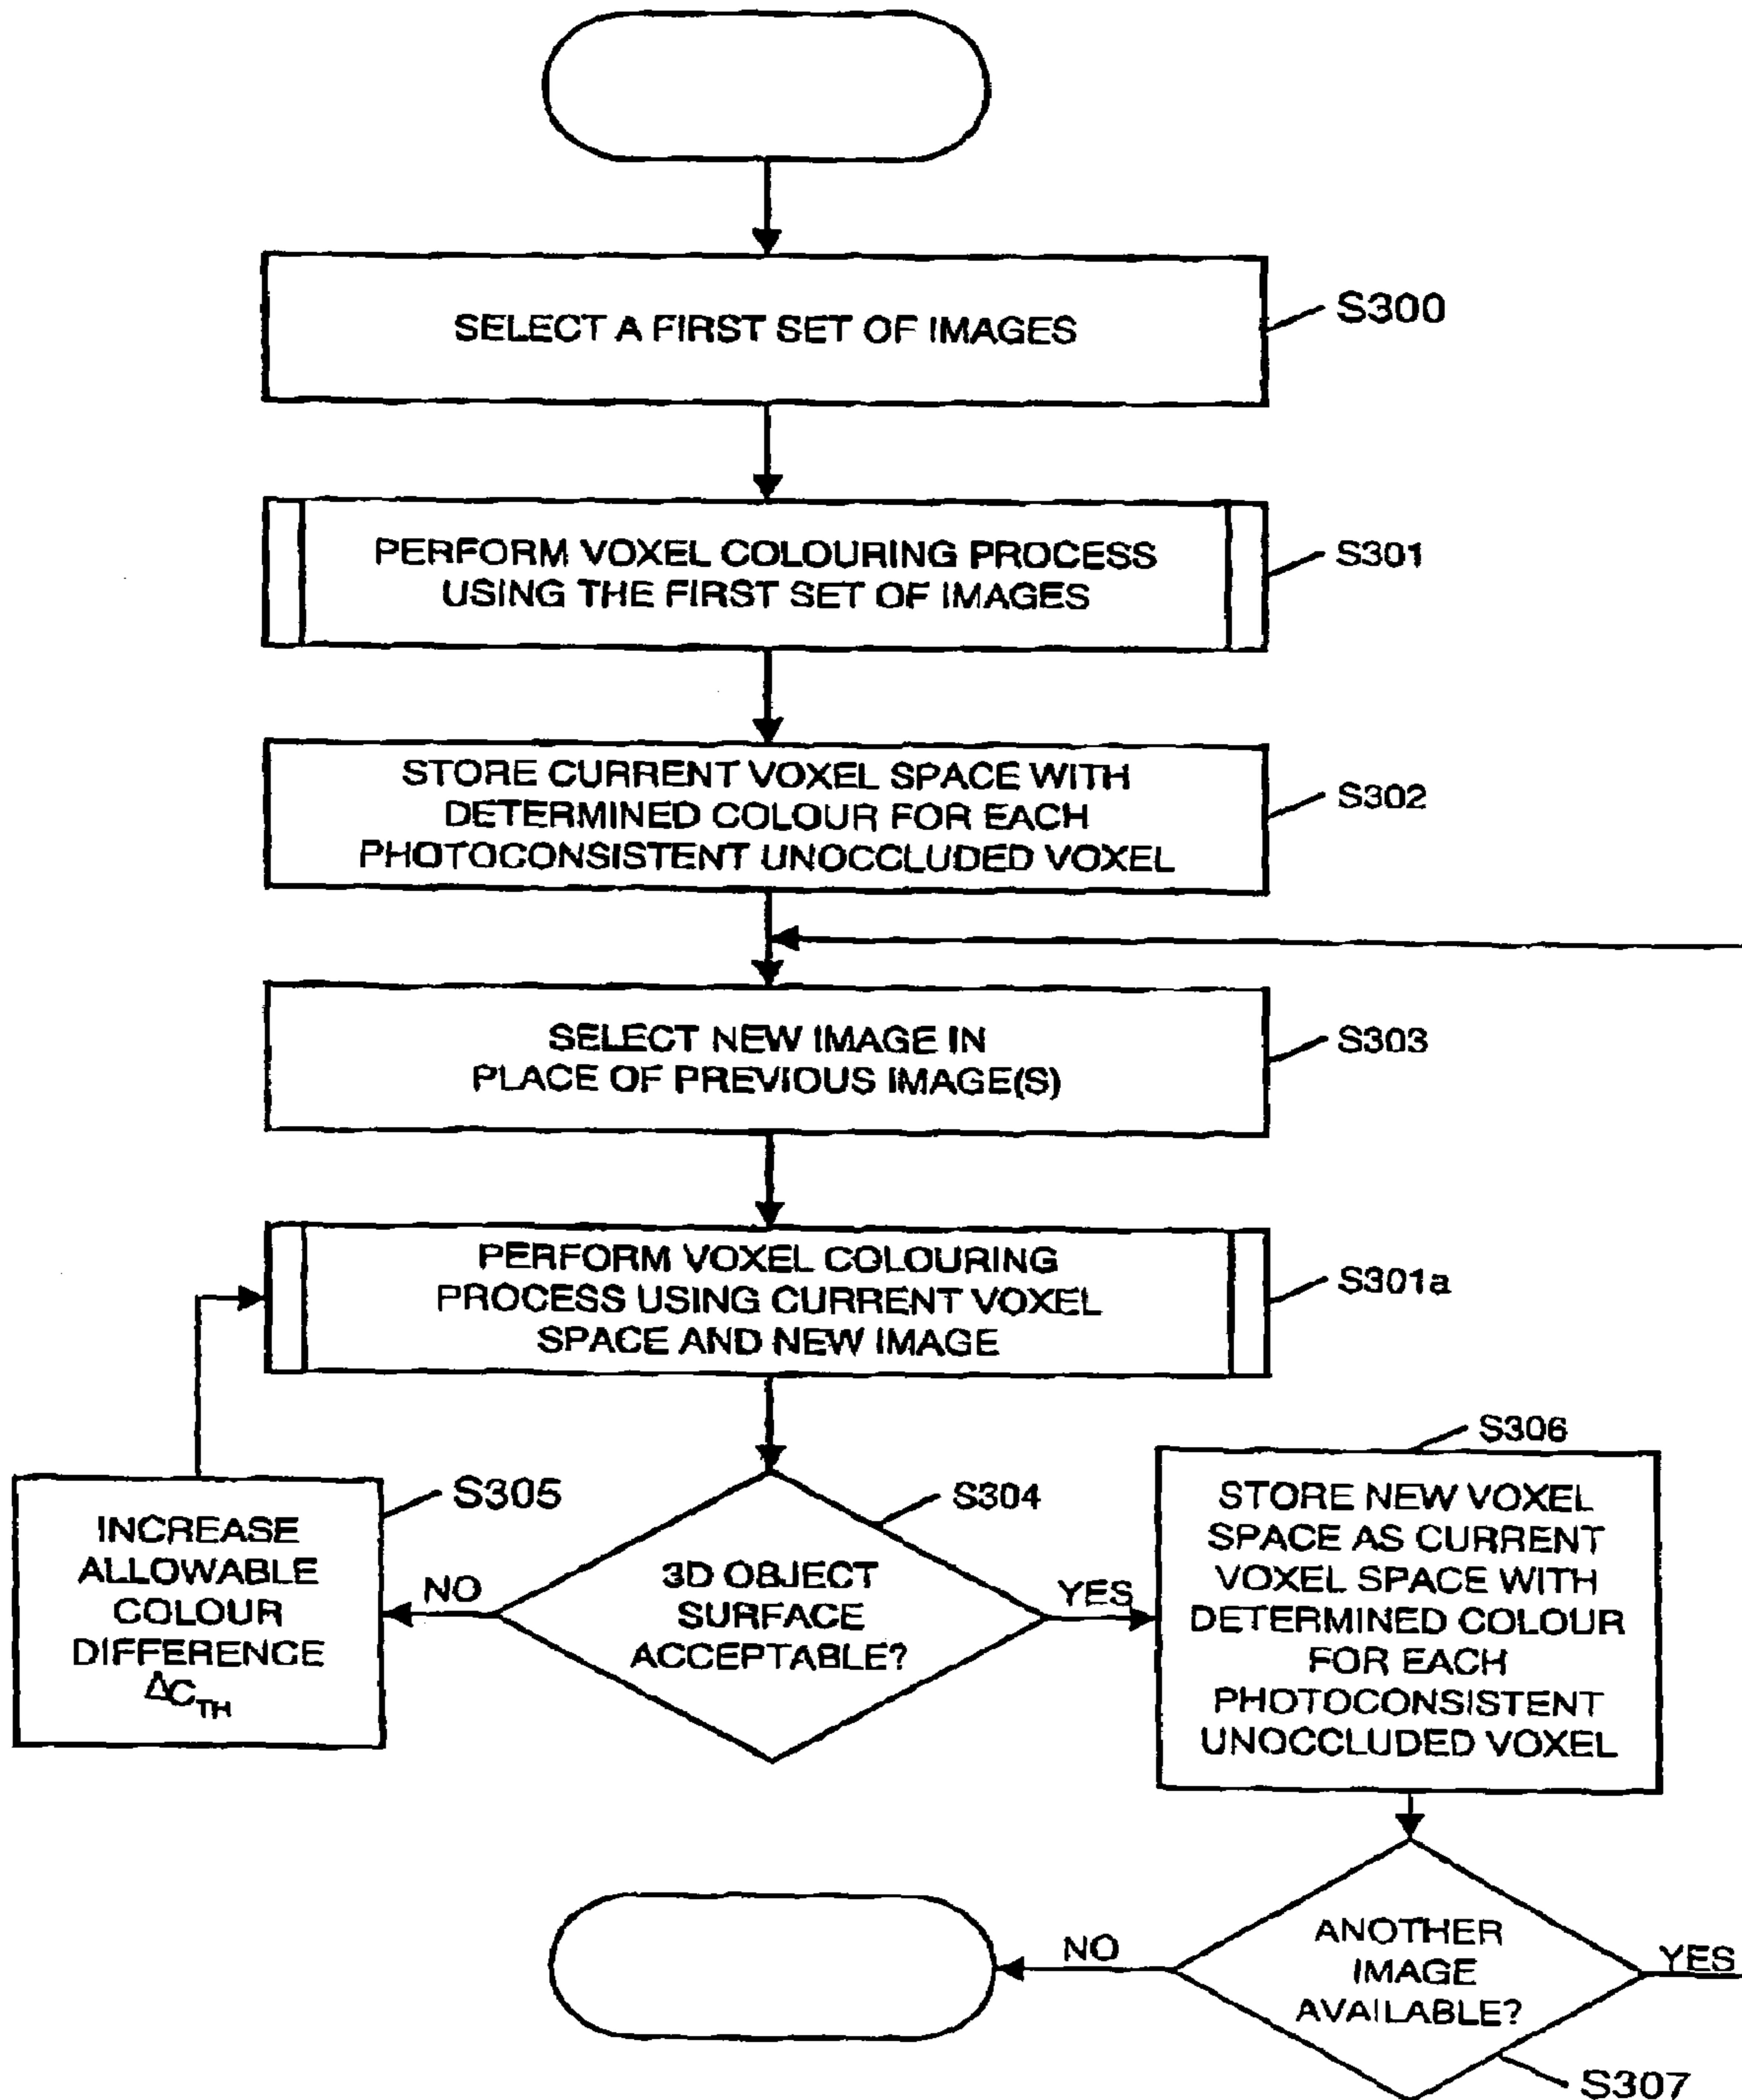 SELECT A FIRST SET OF IMAGES
S300
PERFORM VOXEL COLOURING PROCESS
USING THE FIRST SET OF IMAGES
S301
STORE CURRENT VOXEL SPACE WITH
DETERMINED COLOUR FOR EACH
PHOTOCONSISTENT UNOCCLUDED VOXEL
S302
SELECT NEW IMAGE IN
PLACE OF PREVIOUS IMAGE(S)
S303
PERFORM VOXEL COLOURING
PROCESS USING CURRENT VOXEL
SPACE AND NEW IMAGE
S301a
INCREASE
ALLOWABLE
COLOUR
DIFFERENCE
ΔC_TH
S305
NO
3D OBJECT
SURFACE
ACCEPTABLE?
S304
YES
S306
STORE NEW VOXEL
SPACE AS CURRENT
VOXEL SPACE WITH
DETERMINED COLOUR
FOR EACH
PHOTOCONSISTENT
UNOCCLUDED VOXEL
NO
ANOTHER
IMAGE
AVAILABLE?
YES
S307